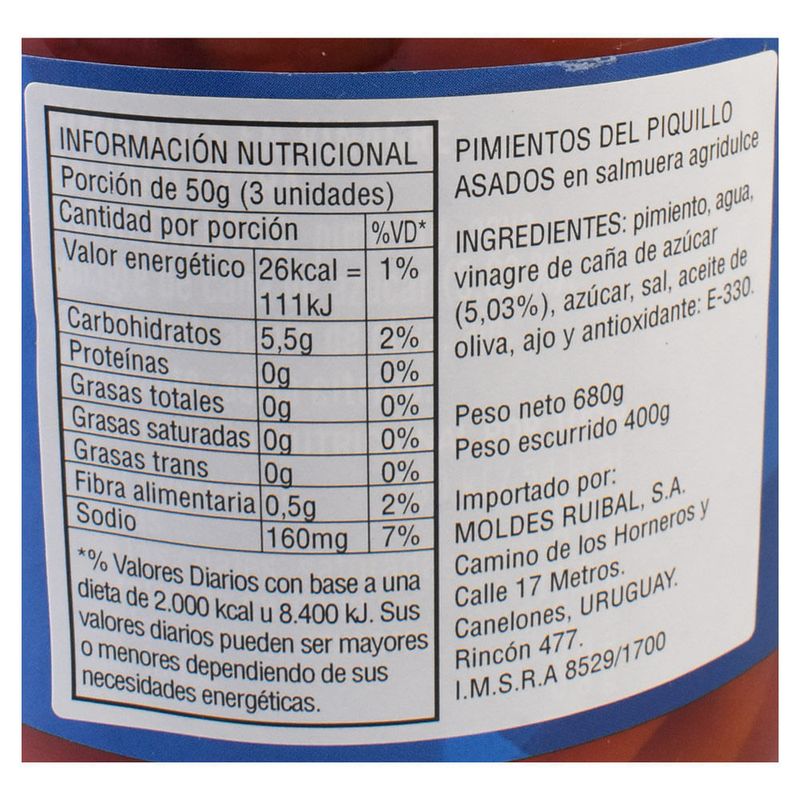 INFORMACIÓN NUTRICIONAL
Porción de 50g (3 unidades)
Cantidad por porción %VD*
Valor energético 26kcal = 1%
111kJ
Carbohidratos 5,5g 2%
Proteínas 0g 0%
Grasas totales 0g 0%
Grasas saturadas 0g 0%
Grasas trans 0g 0%
Fibra alimentaria 0,5g 2%
Sodio 160mg 7%
*% Valores Diarios con base a una
dieta de 2.000 kcal u 8.400 kJ. Sus
valores diarios pueden ser mayores
o menores dependiendo de sus
necesidades energéticas.
PIMIENTOS DEL PIQUILLO
ASADOS en salmuera agridulce
INGREDIENTES: pimiento, agua,
vinagre de caña de azúcar
(5,03%), azúcar, sal, aceite de
oliva, ajo y antioxidante: E-330.
Peso neto 680g
Peso escurrido 400g
Importado por:
MOLDES RUIBAL, S.A.
Camino de los Horneros y
Calle 17 Metros.
Canelones, URUGUAY.
Rincón 477.
I.M.S.R.A 8529/1700